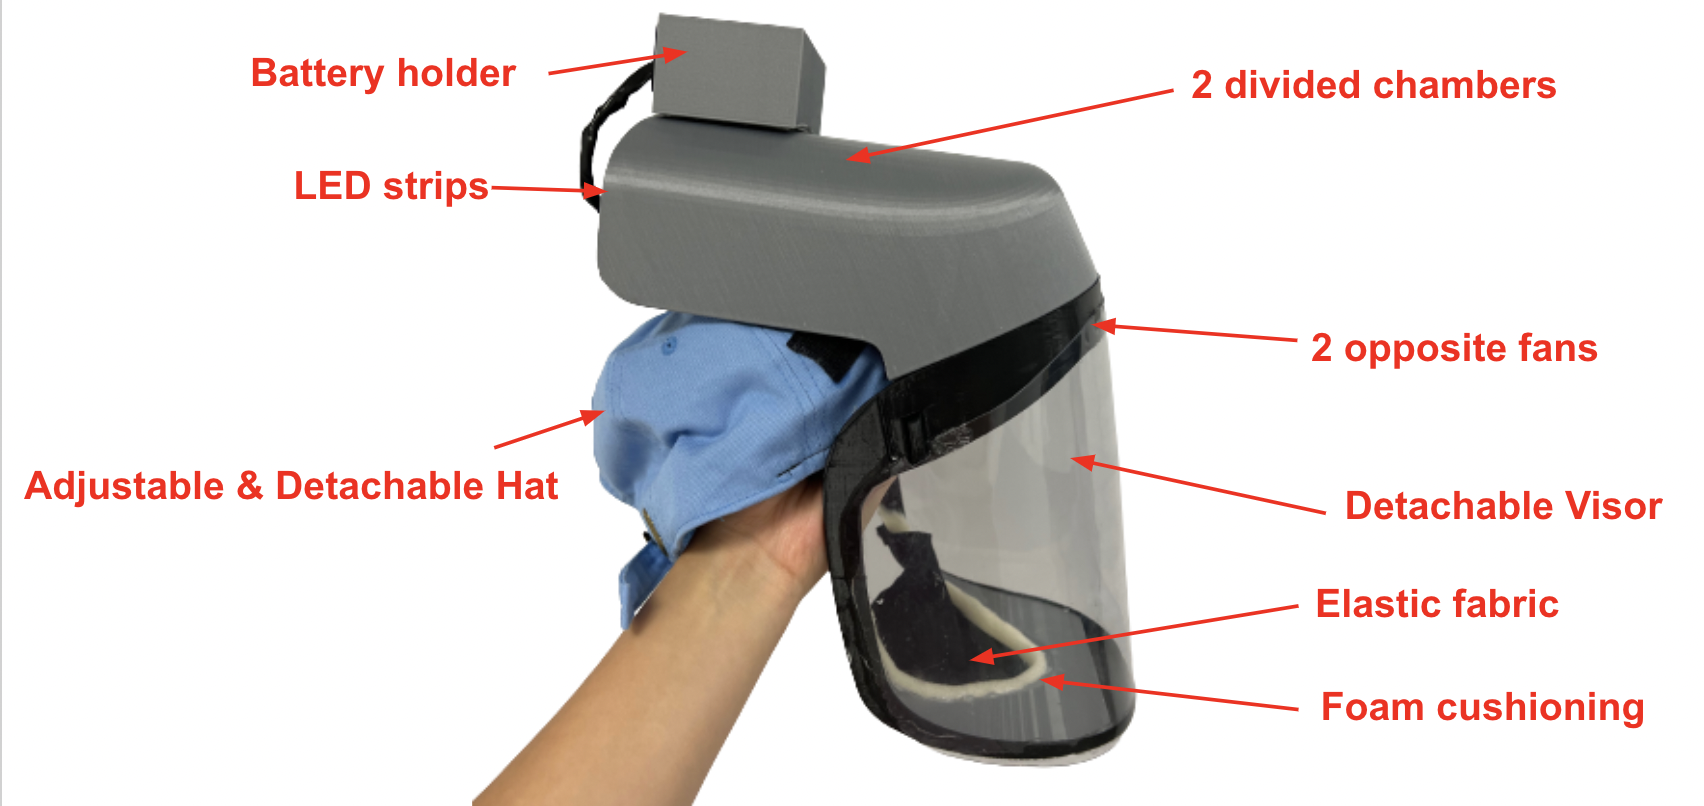 Battery holder
2 divided chambers
LED strips
2 opposite fans
Adjustable & Detachable Hat
Detachable Visor
Elastic fabric
Foam cushioning